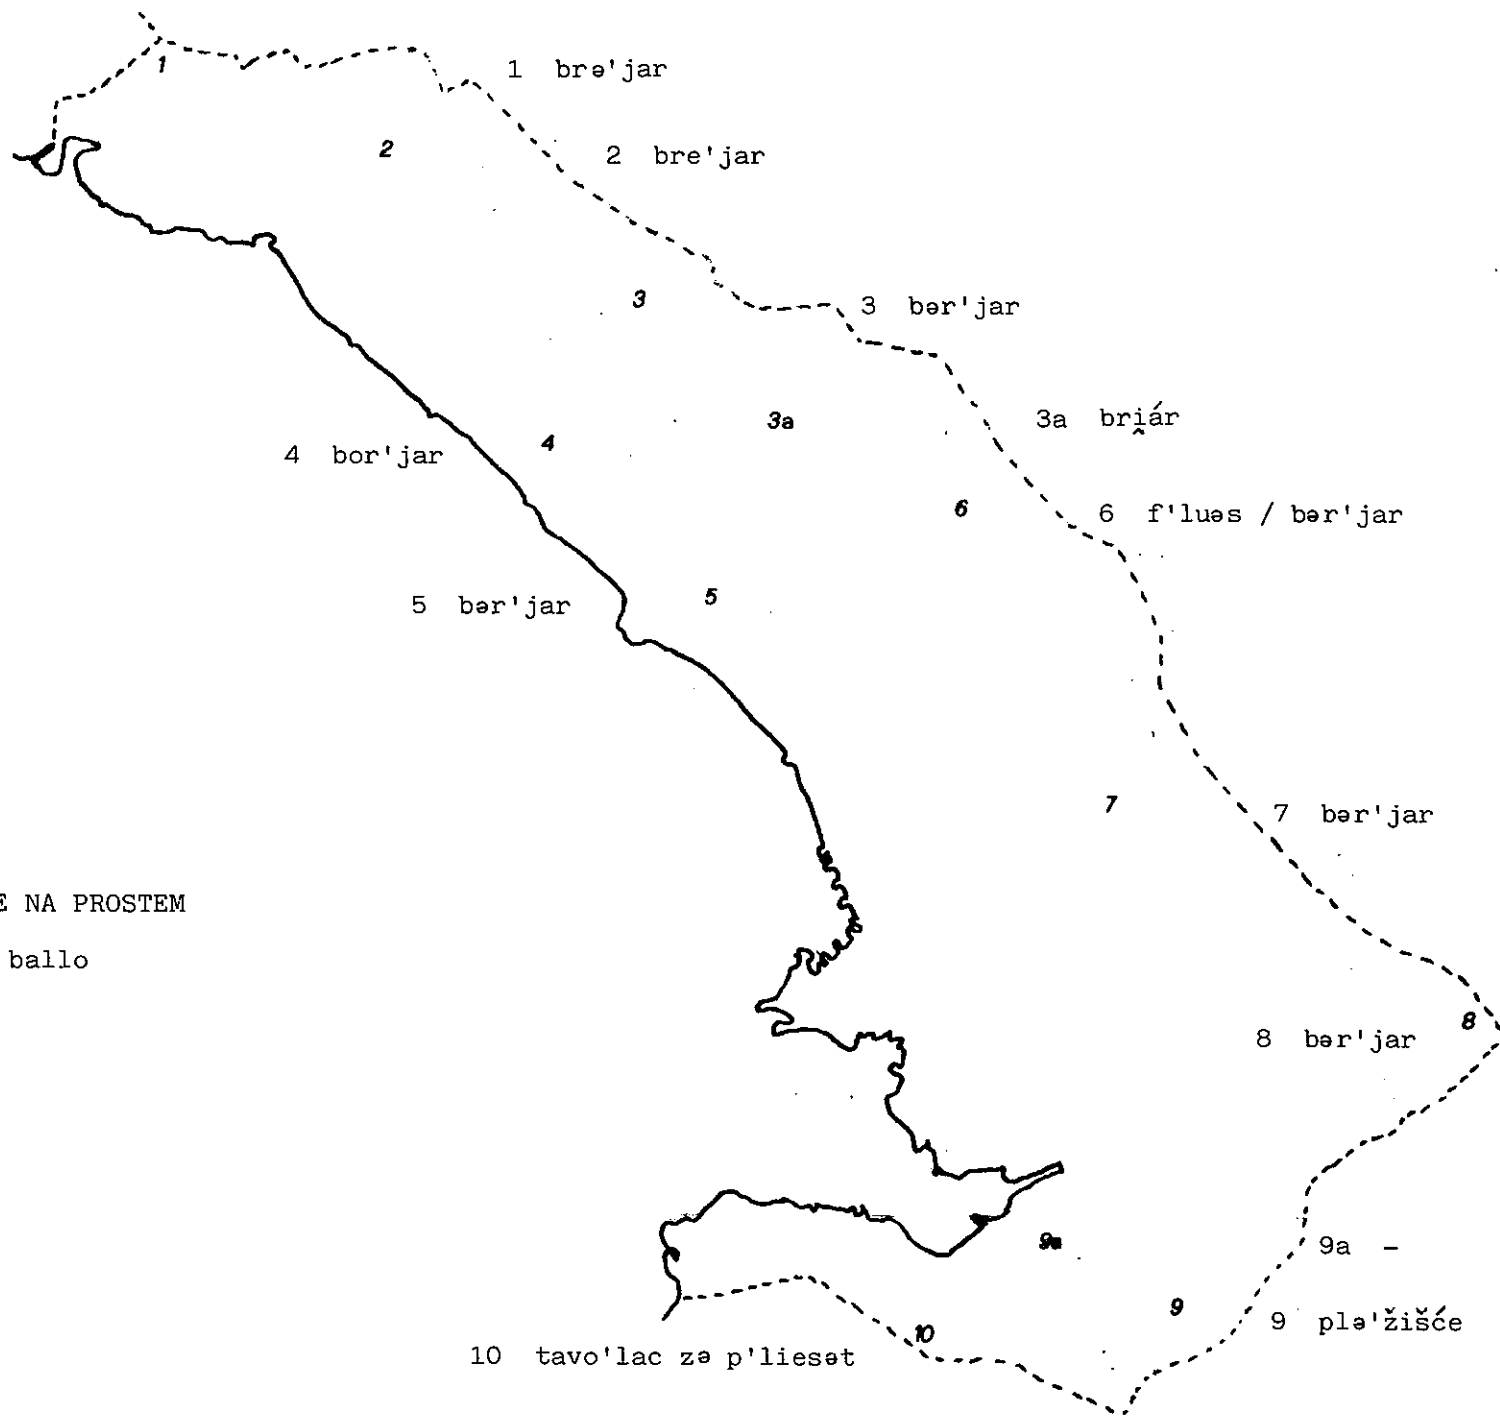 1
1 brə'jar
2
2 bre'jar
3
3 bər'jar
3a
3a bri̯ár
4
4 bor'jar
6
6 f'luəs / bər'jar
5
5 bər'jar
7
7 bər'jar
E NA PROSTEM
ballo
8
8 bər'jar
9a
9a -
9
9 plə'žišće
10
10 tavo'lac zə p'liesət